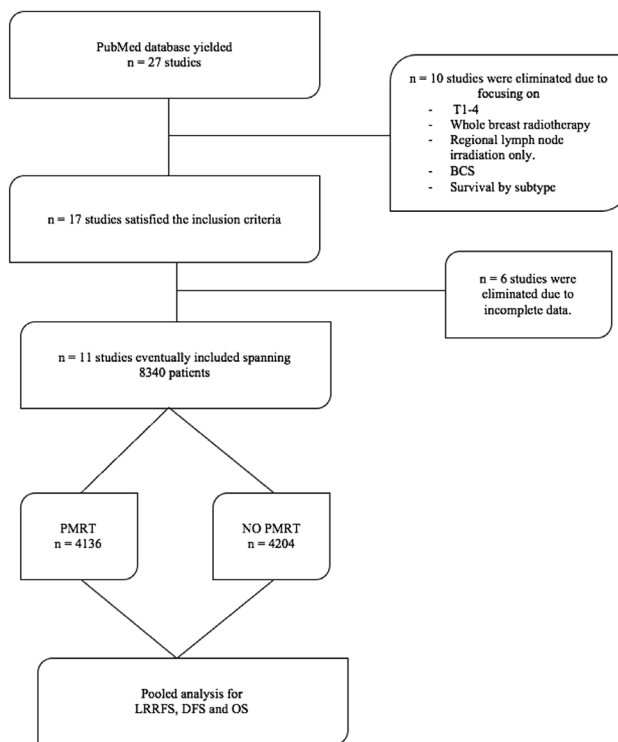 PubMed database yielded
n = 27 studies
n = 10 studies were eliminated due to
focusing on
- T1-4
- Whole breast radiotherapy
- Regional lymph node
irradiation only.
- BCS
- Survival by subtype
n = 17 studies satisfied the inclusion criteria
n = 6 studies were
eliminated due to
incomplete data.
n = 11 studies eventually included spanning
8340 patients
PMRT
n = 4136
NO PMRT
n = 4204
Pooled analysis for
LRRFS, DFS and OS